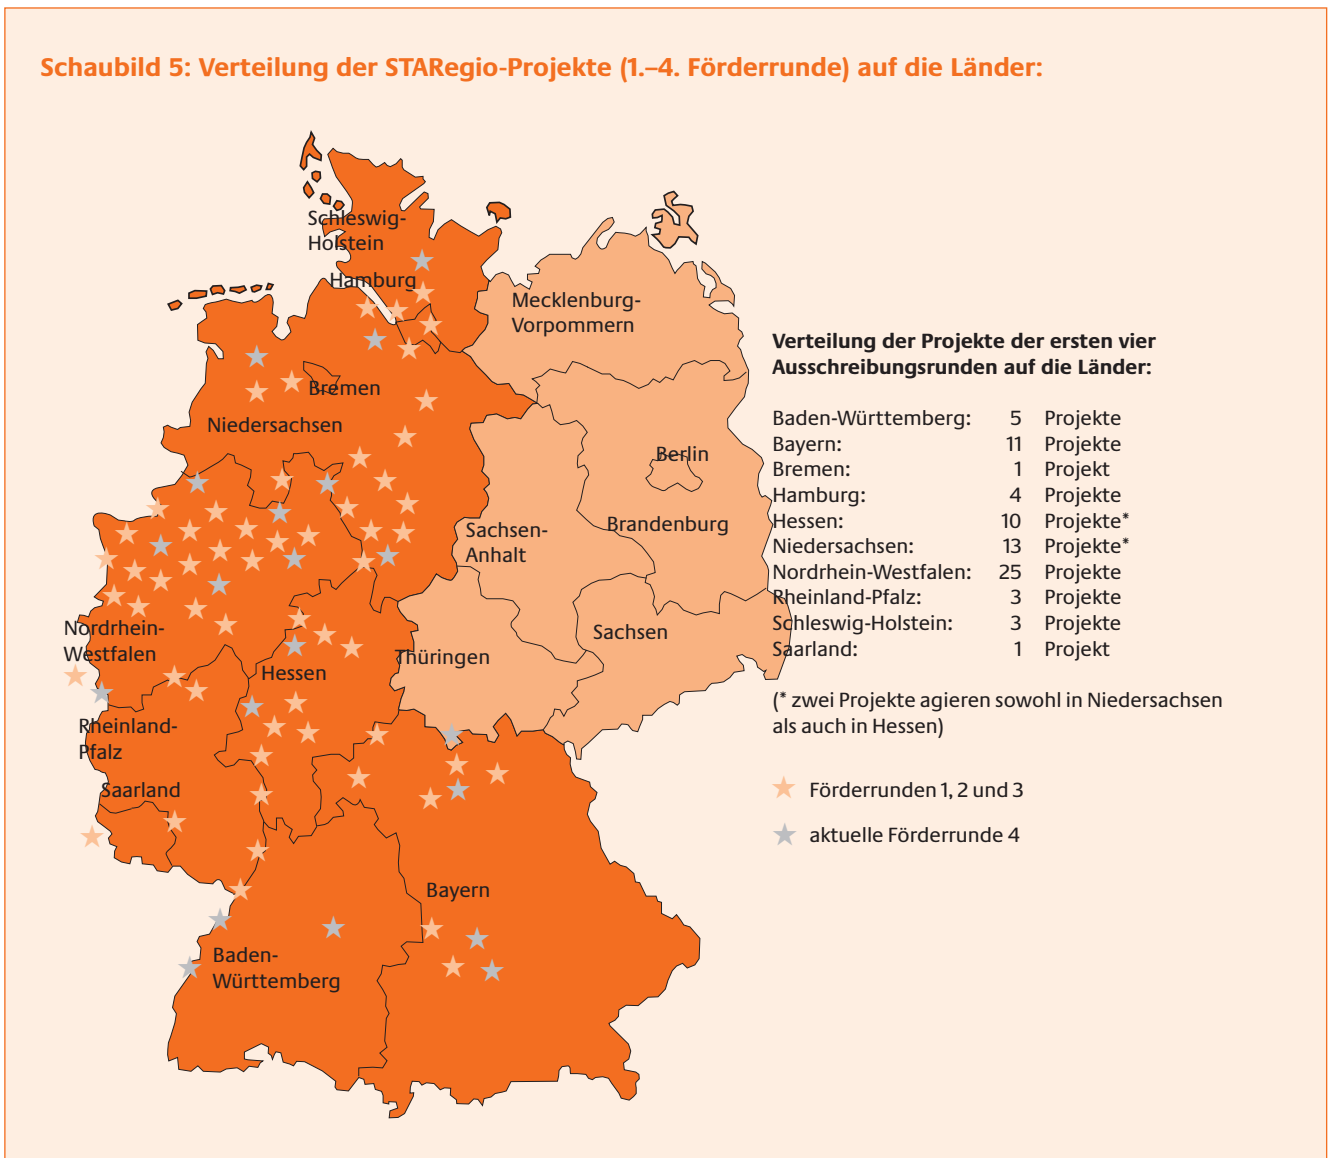 Schaubild 5: Verteilung der STARegio-Projekte (1.–4. Förderrunde) auf die Länder:
Schleswig-
Holstein
Hamburg
Mecklenburg-
Vorpommern
Bremen
Niedersachsen
Berlin
Brandenburg
Sachsen-
Anhalt
Nordrhein-
Westfalen
Sachsen
Thüringen
Hessen
Rheinland-
Pfalz
Saarland
Bayern
Baden-
Württemberg
Verteilung der Projekte der ersten vier
Ausschreibungsrunden auf die Länder:
Baden-Württemberg: 5 Projekte
Bayern: 11 Projekte
Bremen: 1 Projekt
Hamburg: 4 Projekte
Hessen: 10 Projekte*
Niedersachsen: 13 Projekte*
Nordrhein-Westfalen: 25 Projekte
Rheinland-Pfalz: 3 Projekte
Schleswig-Holstein: 3 Projekte
Saarland: 1 Projekt
(* zwei Projekte agieren sowohl in Niedersachsen
als auch in Hessen)
Förderrunden 1, 2 und 3
aktuelle Förderrunde 4